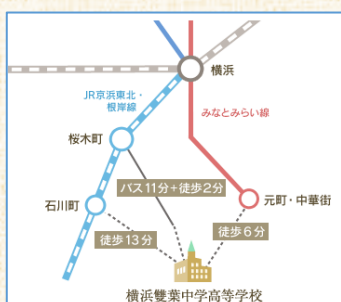 横浜
JR京浜東北・
根岸線
みなとみらい線
桜木町
バス11分+徒歩2分
石川町
元町・中華街
徒歩13分
徒歩6分
横浜雙葉中学高等学校